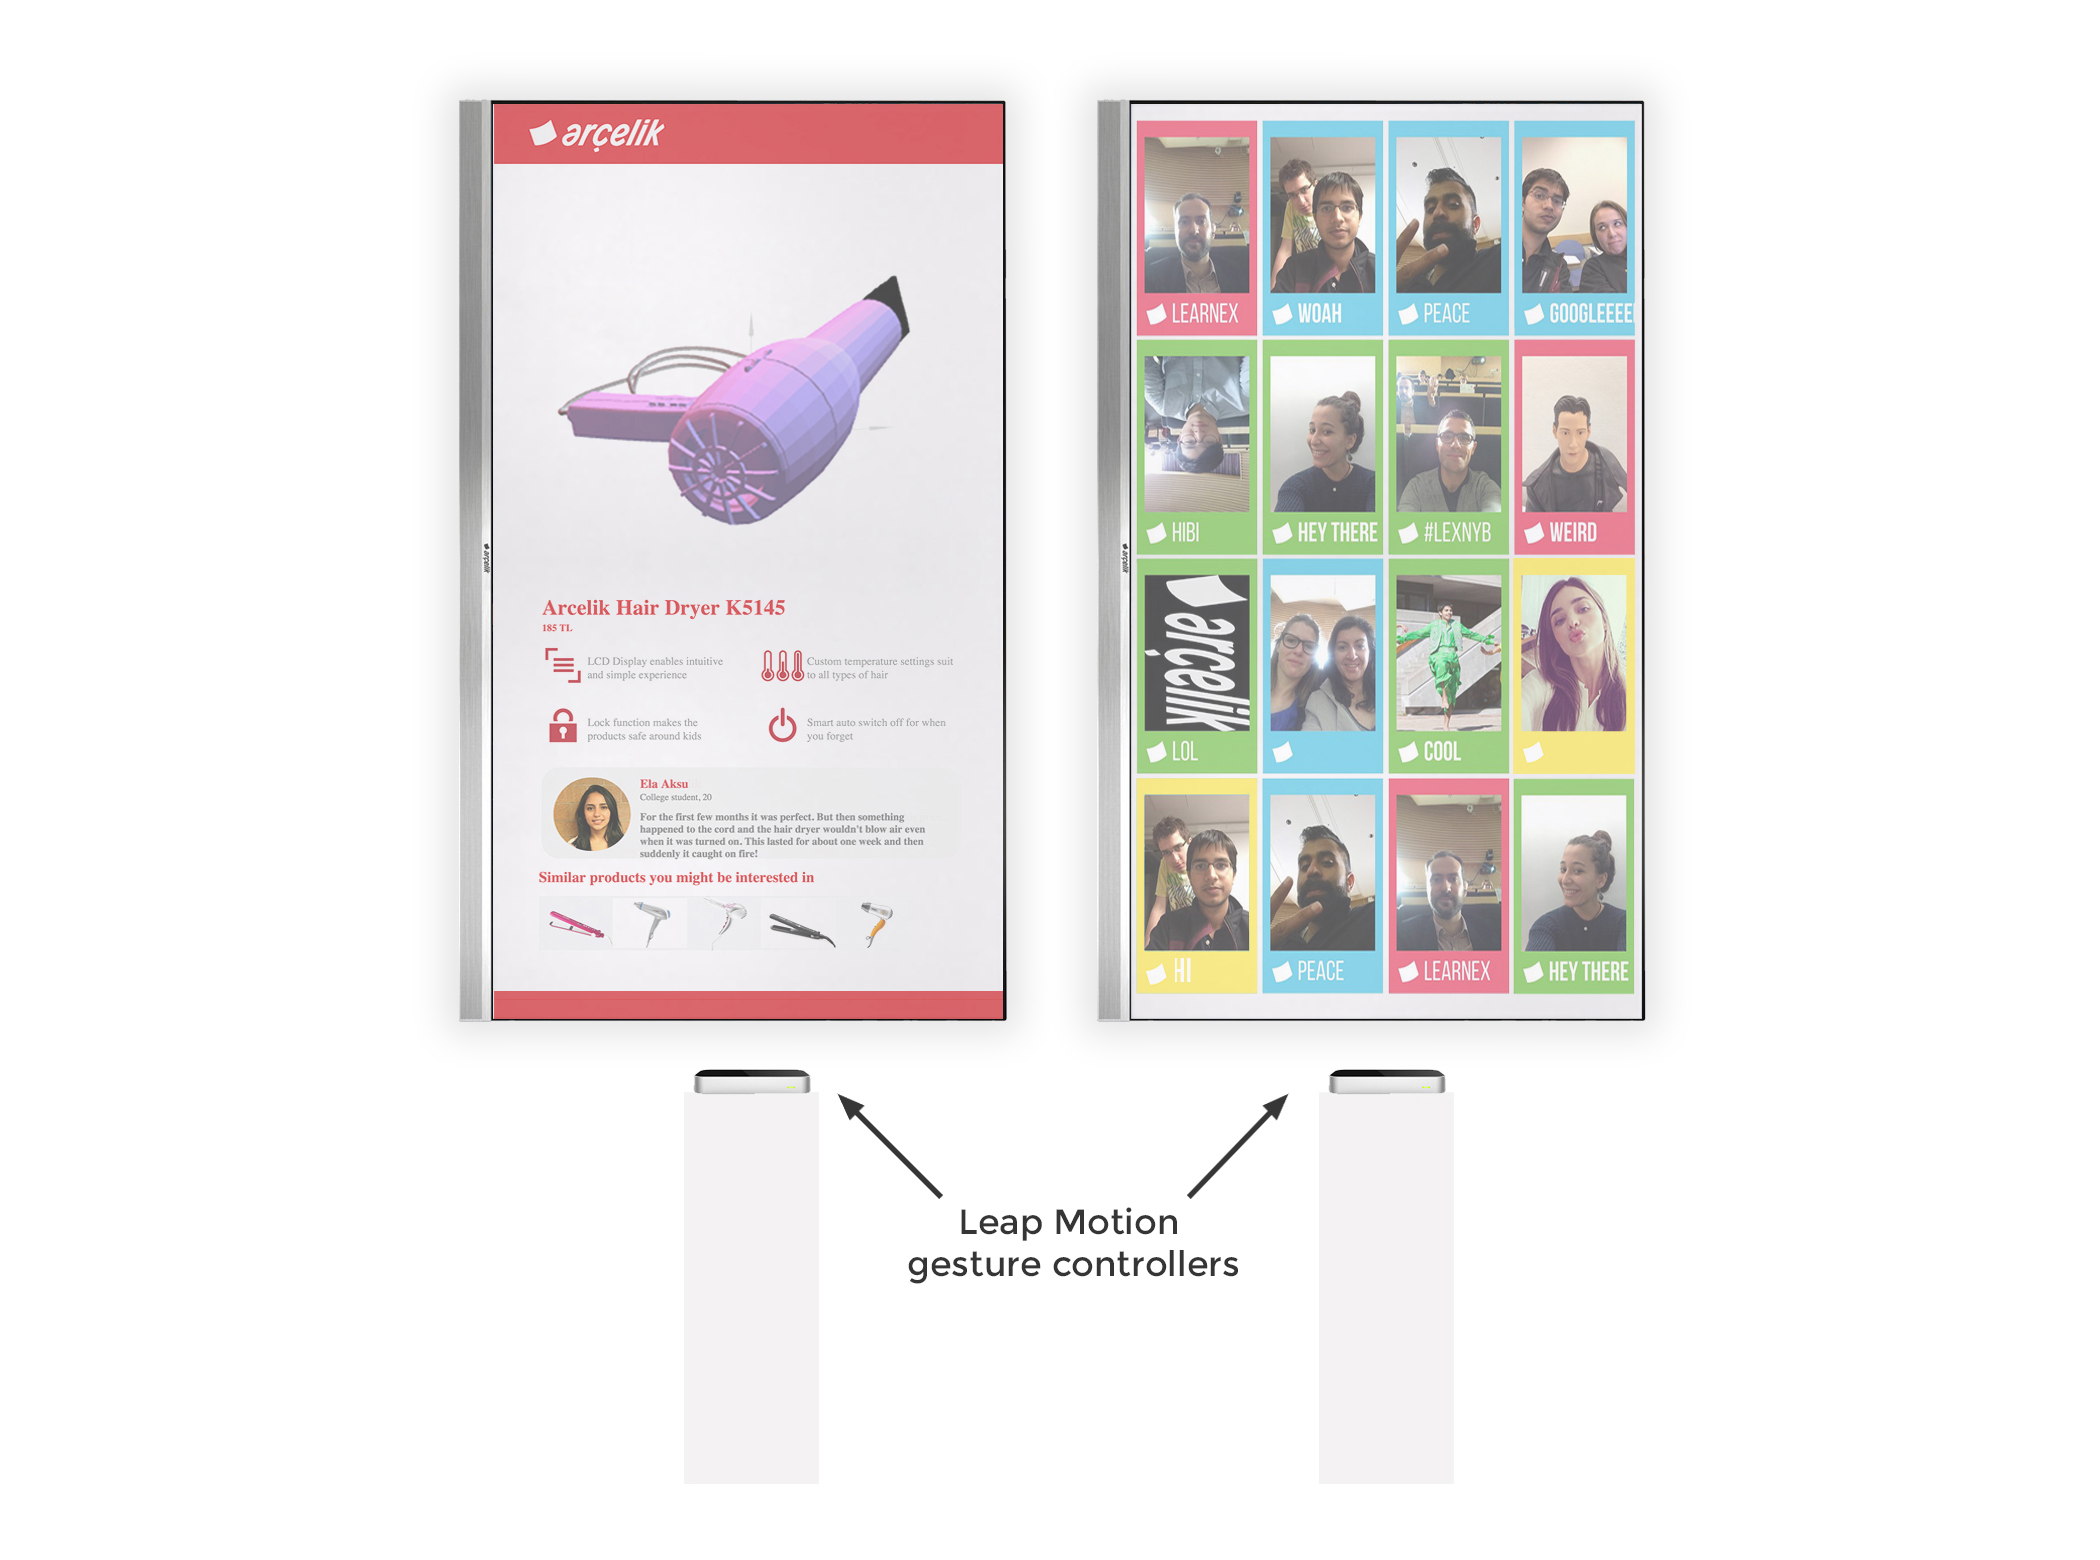 arçelik
Arcelik Hair Dryer K5145
185 TL
LCD Display enables intuitive
and simple experience
Custom temperature settings suit
to all types of hair
Lock function makes the
products safe around kids
Smart auto switch off for when
you forget
Ela Aksu
College student, 20
For the first few months it was perfect. But then something
happened to the cord and the hair dryer wouldn't blow air even
when it was turned on. This lasted for about one week and then
suddenly it caught on fire!
Similar products you might be interested in
arçelik
arçelik
LEARNEX
WOAH
PEACE
GOOGLEEEE
HIBI
HEY THERE
#LEXNYB
WEIRD
arçelik
LOL
COOL
HI
PEACE
LEARNEX
HEY THERE
Leap Motion
gesture controllers